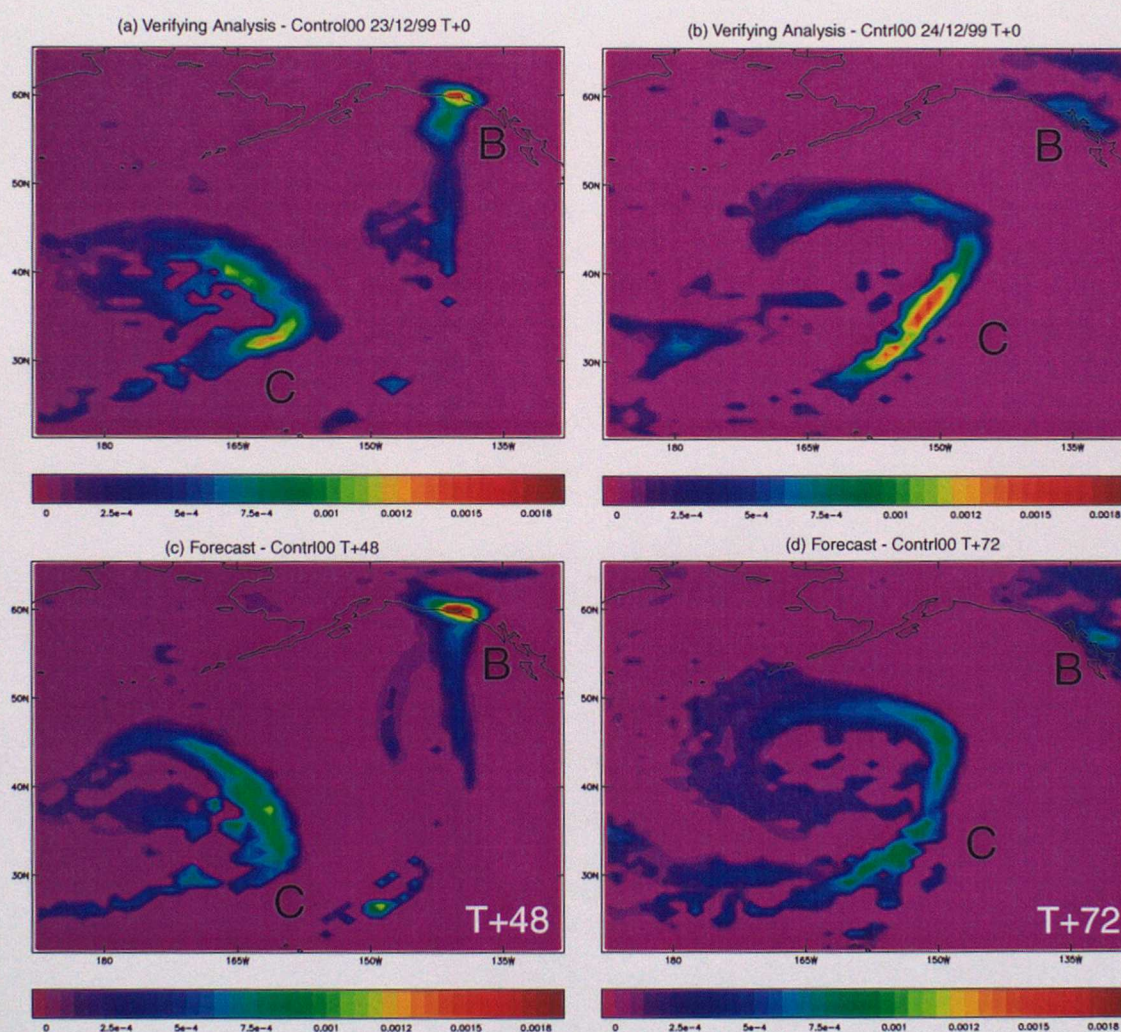 (a) Verifying Analysis - Control00 23/12/99 T+0
60N
50N
40N
30N
B
C
180 165W 150W 135W
0 2.5e-4 5e-4 7.5e-4 0.001 0.0012 0.0015 0.0018
(b) Verifying Analysis - Cntrl00 24/12/99 T+0
60N
50N
40N
30N
B
C
180 165W 150W 135W
0 2.5e-4 5e-4 7.5e-4 0.001 0.0012 0.0015 0.0018
(c) Forecast - Contrl00 T+48
60N
50N
40N
30N
B
C
T+48
180 165W 150W 135W
0 2.5e-4 5e-4 7.5e-4 0.001 0.0012 0.0015 0.0018
(d) Forecast - Contrl00 T+72
60N
50N
40N
30N
B
C
T+72
180 165W 150W 135W
0 2.5e-4 5e-4 7.5e-4 0.001 0.0012 0.0015 0.0018